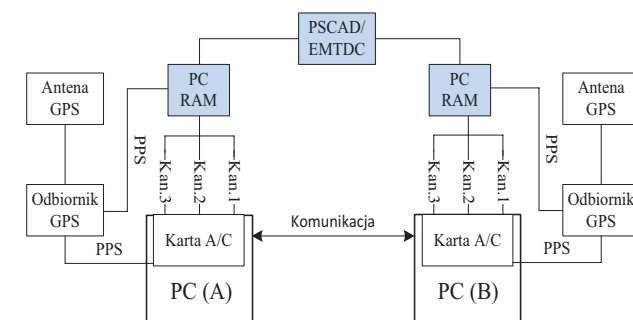 PSCAD/
EMTDC
Antena
GPS
PC
RAM
PC
RAM
Antena
GPS
PPS
Kan.3
Kan.2
Kan.1
Kan.3
Kan.2
Kan.1
PPS
Odbiornik
GPS
Odbiornik
GPS
Karta A/C
Komunikacja
Karta A/C
PPS
PPS
PC (A)
PC (B)